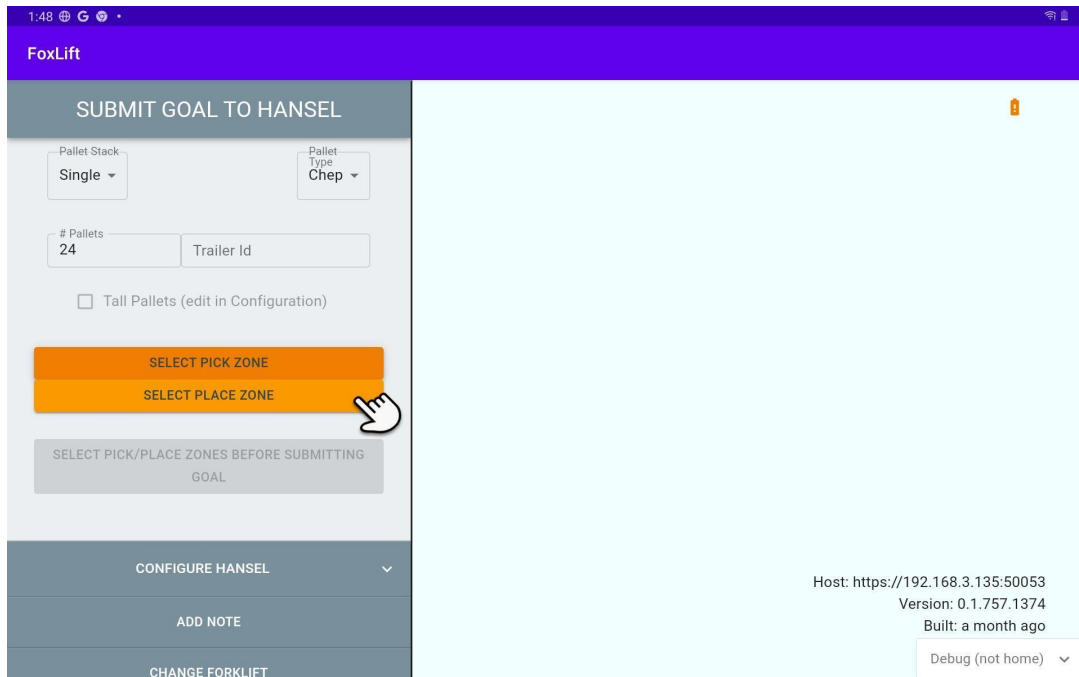 1:48
FoxLift
SUBMIT GOAL TO HANSEL
Pallet Stack
Single
Pallet
Type
Chep
# Pallets
24
Trailer Id
Tall Pallets (edit in Configuration)
SELECT PICK ZONE
SELECT PLACE ZONE
SELECT PICK/PLACE ZONES BEFORE SUBMITTING
GOAL
CONFIGURE HANSEL
ADD NOTE
CHANGE FORKLIFT
Host: https://192.168.3.135:50053
Version: 0.1.757.1374
Built: a month ago
Debug (not home)